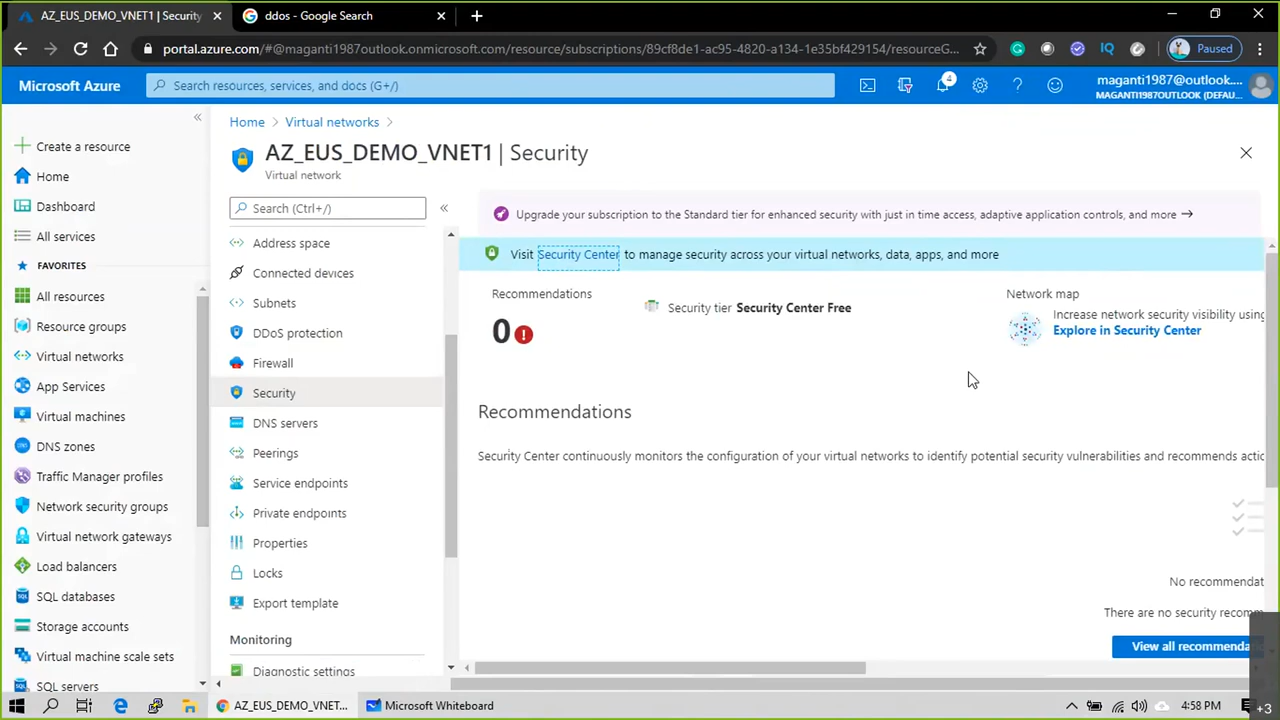 AZ_EUS_DEMO_VNET1 | Security
ddos - Google Search
portal.azure.com/#@maganti1987outlook.onmicrosoft.com/resource/subscriptions/89cf8de1-ac95-4820-a134-1e35bf429154/resourceG...
IQ
Paused
Microsoft Azure
Search resources, services, and docs (G+/)
4
maganti1987@outlook....
MAGANTI1987OUTLOOK (DEFAU...
Create a resource
Home
Dashboard
All services
FAVORITES
All resources
Resource groups
Virtual networks
App Services
Virtual machines
DNS zones
Traffic Manager profiles
Network security groups
Virtual network gateways
Load balancers
SQL databases
Storage accounts
Virtual machine scale sets
SQL servers
Home > Virtual networks >
AZ_EUS_DEMO_VNET1 | Security
Virtual network
Search (Ctrl+/)
Address space
Connected devices
Subnets
DDoS protection
Firewall
Security
DNS servers
Peerings
Service endpoints
Private endpoints
Properties
Locks
Export template
Monitoring
Diagnostic settings
Upgrade your subscription to the Standard tier for enhanced security with just in time access, adaptive application controls, and more →
Visit Security Center to manage security across your virtual networks, data, apps, and more
Recommendations
0
Security tier Security Center Free
Network map
Increase network security visibility using
Explore in Security Center
Recommendations
Security Center continuously monitors the configuration of your virtual networks to identify potential security vulnerabilities and recommends
No
There are no security
View all
AZ_EUS_DEMO_VNET...
Microsoft Whiteboard
4:58 PM
+3